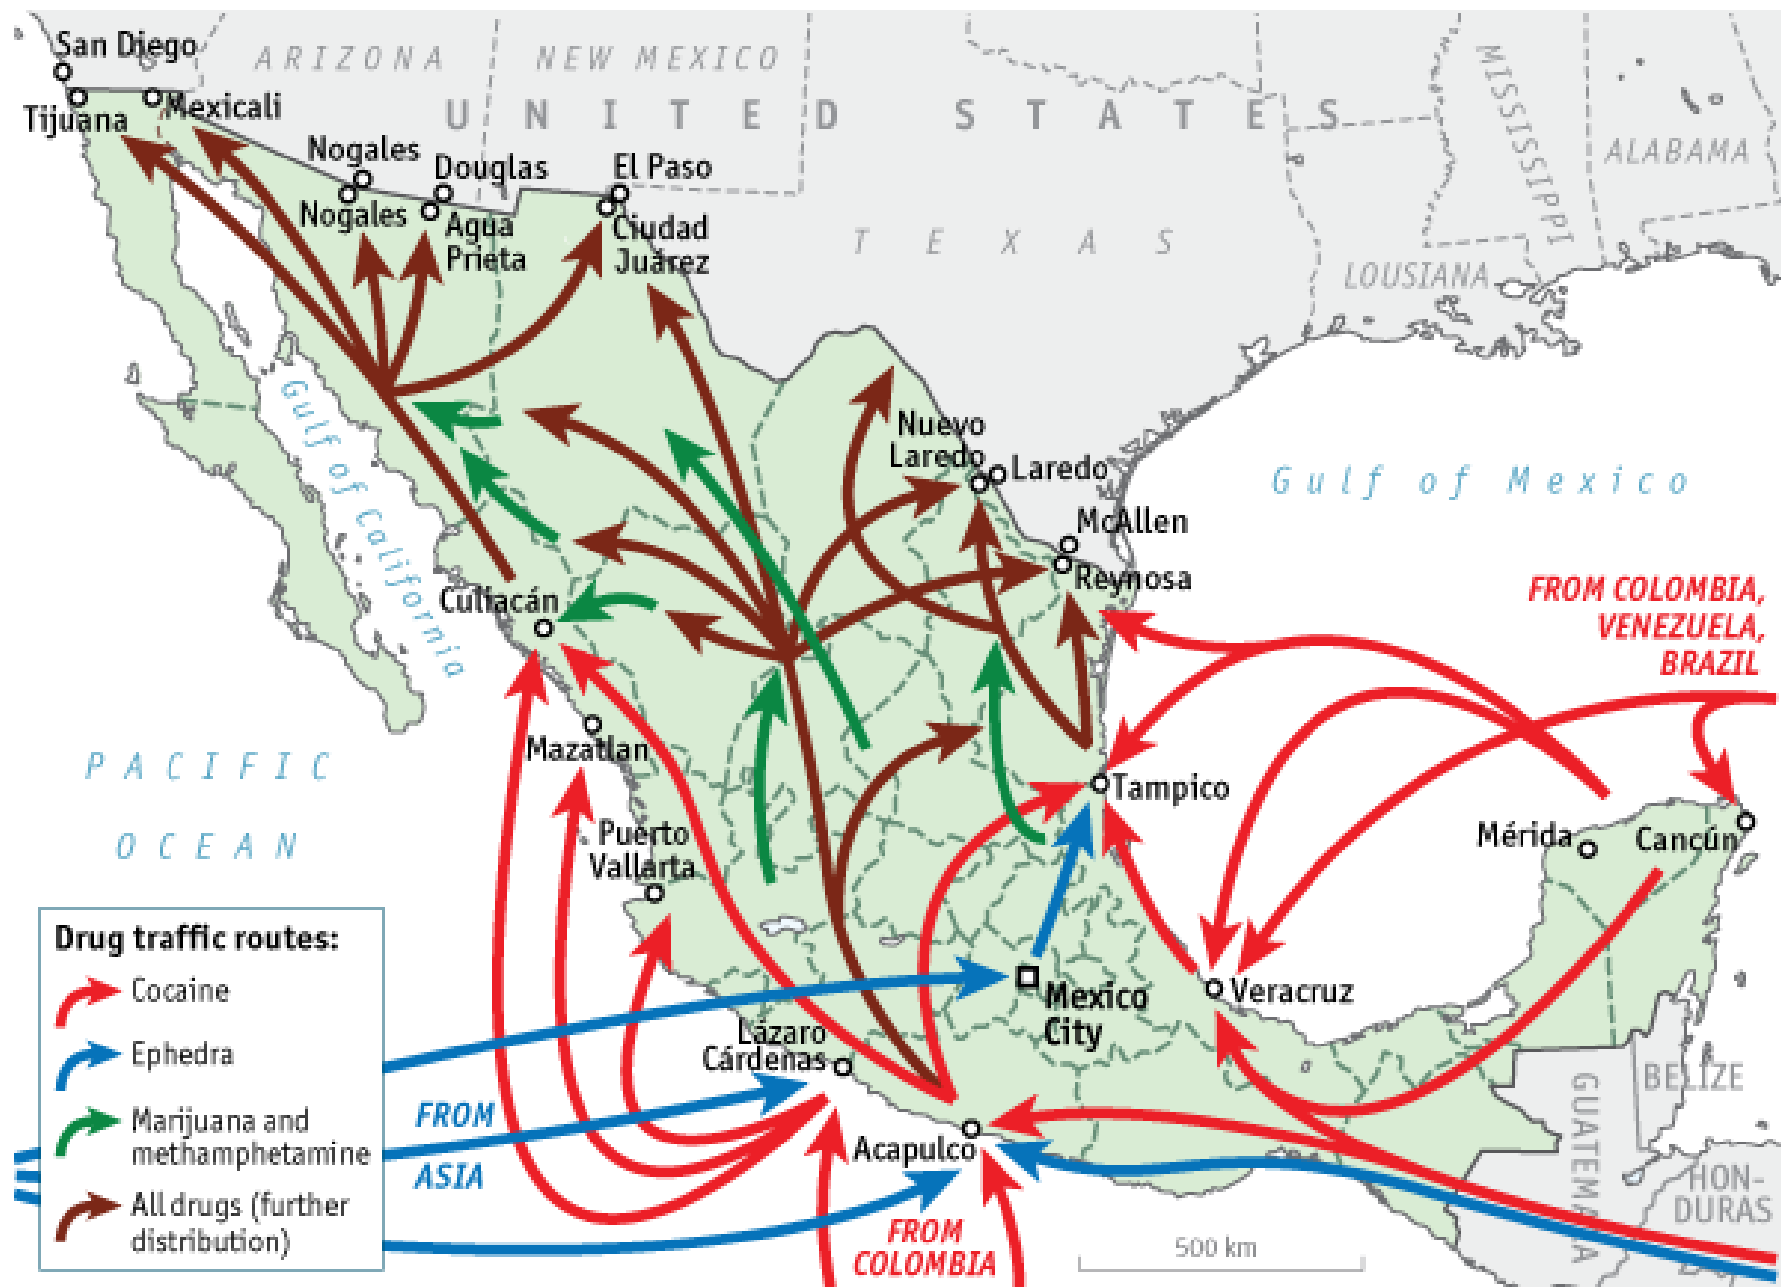 San Diego
ARIZONA
NEW MEXICO
MISSISSIPPI
Tijuana
Mexicali
UNITED STATES
ALABAMA
Nogales
Douglas
El Paso
Nogales
Agua
Prieta
Ciudad
Juárez
TEXAS
LOUSIANA
Gulf of California
Nuevo
Laredo
Laredo
Gulf of Mexico
McAllen
Reynosa
Culiacán
FROM COLOMBIA,
VENEZUELA,
BRAZIL
Mazatlan
PACIFIC
OCEAN
Tampico
Puerto
Vallarta
Mérida
Cancún
Drug traffic routes:
Cocaine
Ephedra
Marijuana and
methamphetamine
All drugs (further
distribution)
Mexico
City
Veracruz
Lázaro
Cárdenas
FROM
ASIA
Acapulco
FROM
COLOMBIA
500 km
BELIZE
GUATEMALA
HON-
DURAS